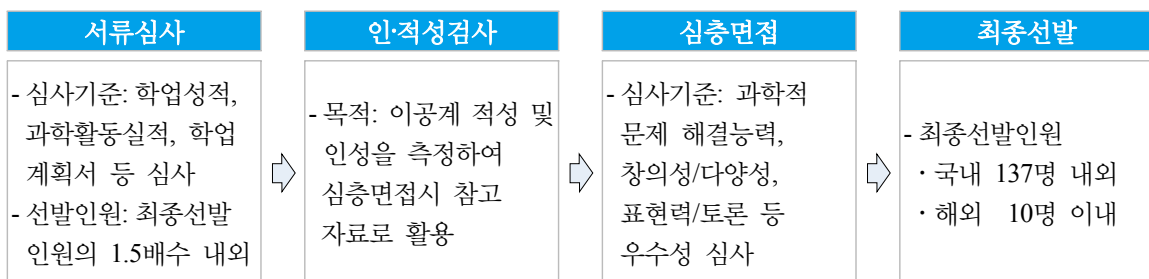 서류심사
- 심사기준: 학업성적,
과학활동실적, 학업
계획서 등 심사
- 선발인원: 최종선발
인원의 1.5배수 내외
인·적성검사
- 목적: 이공계 적성 및
인성을 측정하여
심층면접시 참고
자료로 활용
심층면접
- 심사기준: 과학적
문제 해결능력,
창의성/다양성,
표현력/토론 등
우수성 심사
최종선발
- 최종선발인원
· 국내 137명 내외
· 해외 10명 이내